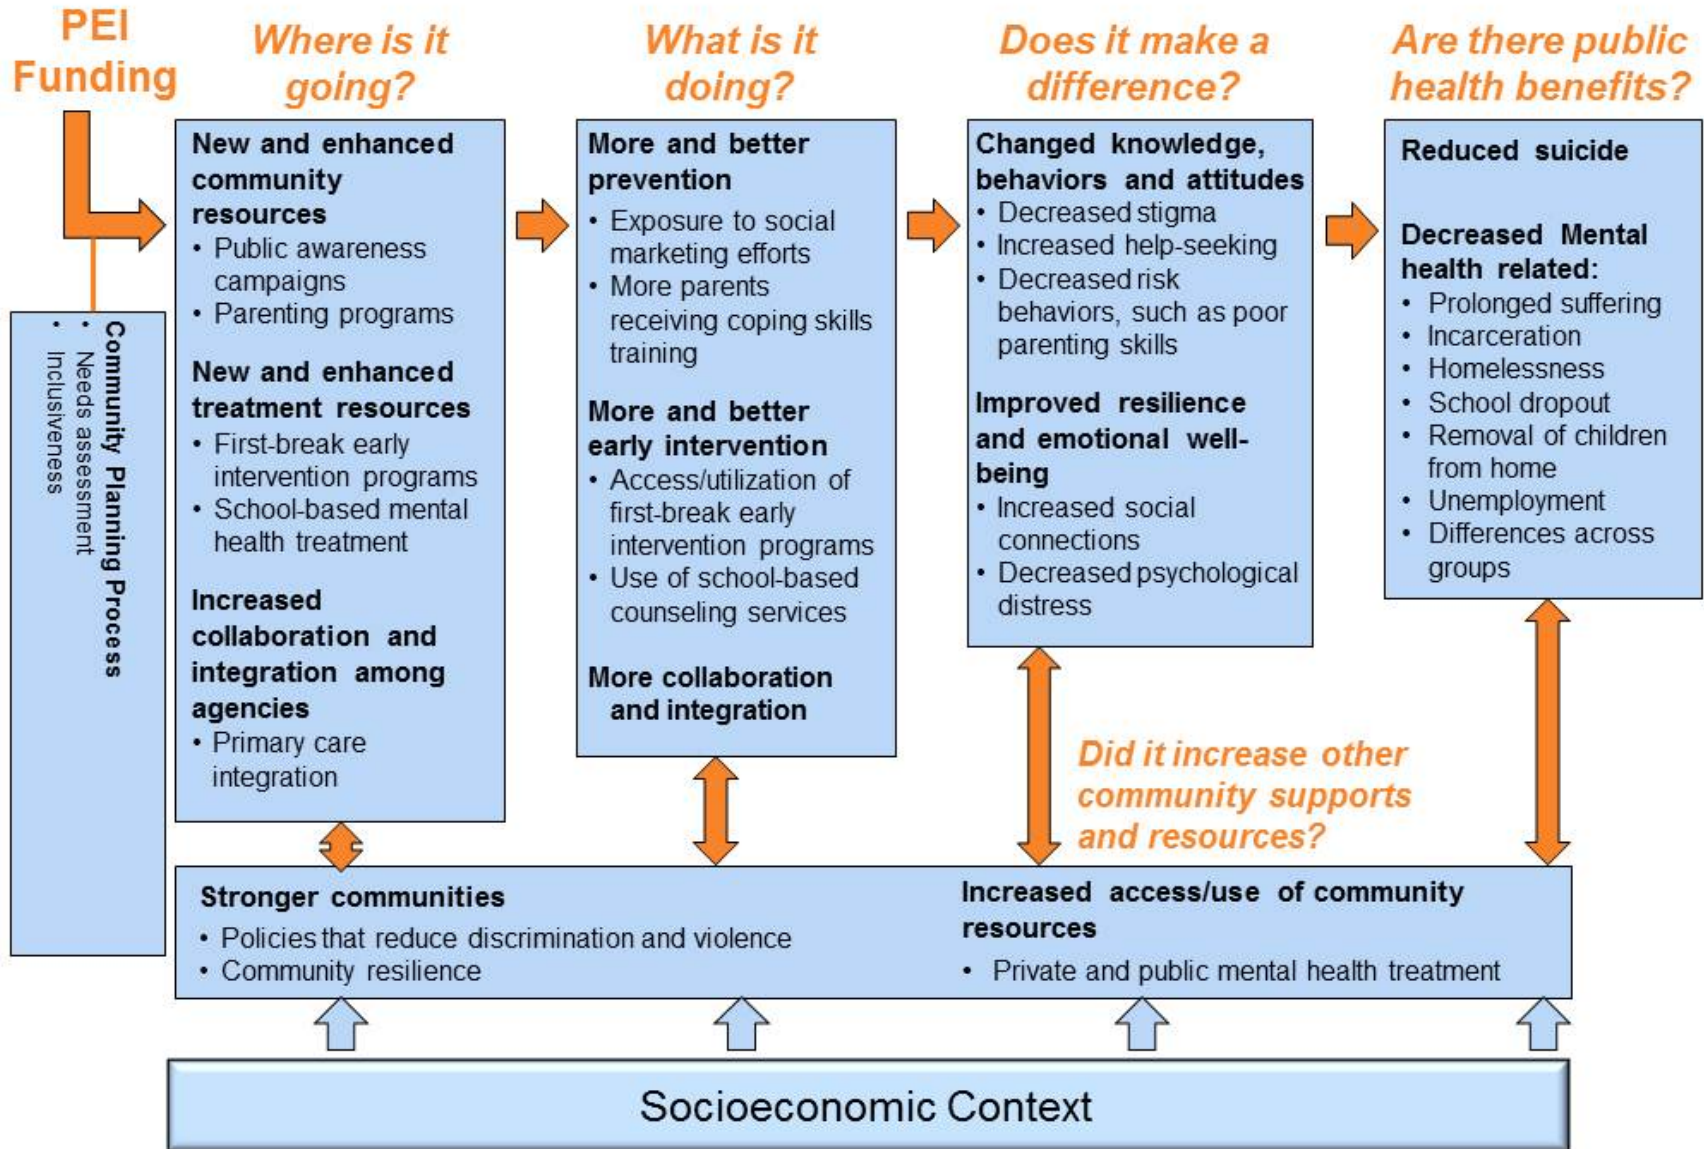 PEI
Funding
Where is it
going?
What is it
doing?
Does it make a
difference?
Are there public
health benefits?
Community Planning Process
• Needs assessment
• Inclusiveness
New and enhanced
community
resources
• Public awareness
campaigns
• Parenting programs
New and enhanced
treatment resources
• First-break early
intervention programs
• School-based mental
health treatment
Increased
collaboration and
integration among
agencies
• Primary care
integration
More and better
prevention
• Exposure to social
marketing efforts
• More parents
receiving coping skills
training
More and better
early intervention
• Access/utilization of
first-break early
intervention programs
• Use of school-based
counseling services
More collaboration
and integration
Changed knowledge,
behaviors and attitudes
• Decreased stigma
• Increased help-seeking
• Decreased risk
behaviors, such as poor
parenting skills
Improved resilience
and emotional well-
being
• Increased social
connections
• Decreased psychological
distress
Reduced suicide
Decreased Mental
health related:
• Prolonged suffering
• Incarceration
• Homelessness
• School dropout
• Removal of children
from home
• Unemployment
• Differences across
groups
Did it increase other
community supports
and resources?
Stronger communities
• Policies that reduce discrimination and violence
• Community resilience
Increased access/use of community
resources
• Private and public mental health treatment
Socioeconomic Context